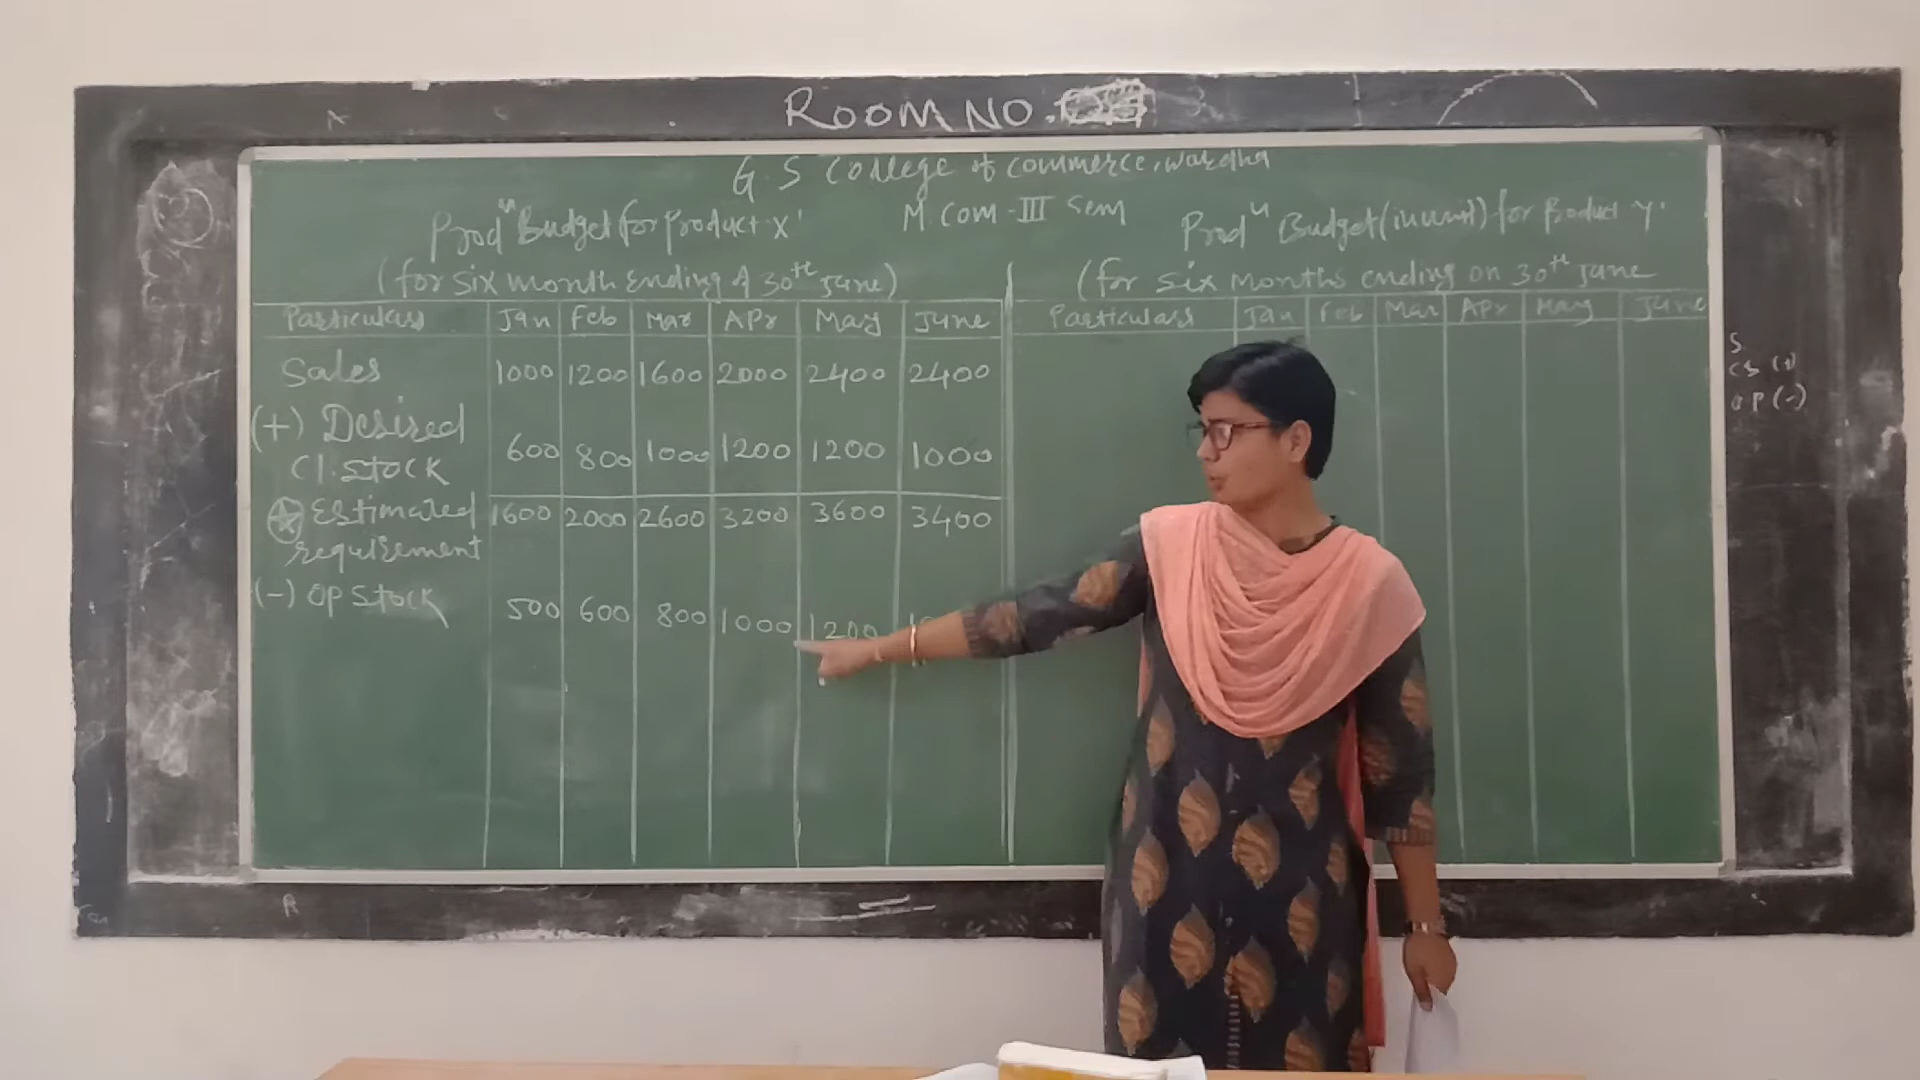 ROOM NO.
G.S College of commerce, wardha
M.Com-III Sem
Prodⁿ Budget for Product-'X'
(for six month Ending of 30th June)
Particulars Jan Feb Mar APr May June
Sales 1000 1200 1600 2000 2400 2400
(+) Desired
Cl. Stock 600 800 1000 1200 1200 1000
Estimated 1600 2000 2600 3200 3600 3400
requirement
(-) OP Stock 500 600 800 1000 1200
Prodⁿ Budget (in unit) for Product-Y'
(for six Months ending on 30th June
Particulars Jan Feb Mar APr May June
S
CS (+)
OP (-)